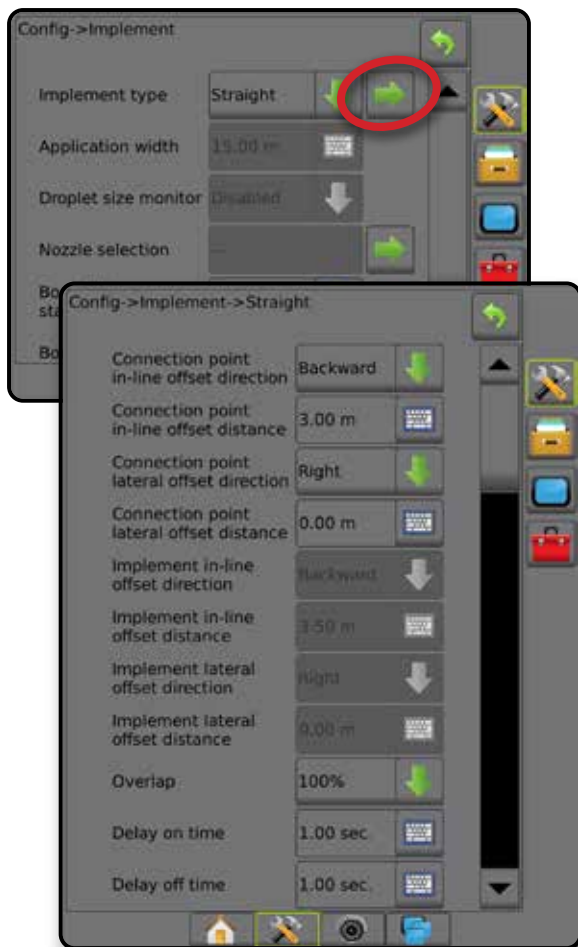 Config->Implement
Implement type Straight
Application width 15.00 m
Droplet size monitor Disabled
Nozzle selection ---
Bo
sta
Bo
Config->Implement->Straight
Connection point
in-line offset direction Backward
Connection point
in-line offset distance 3.00 m
Connection point
lateral offset direction Right
Connection point
lateral offset distance 0.00 m
Implement in-line
offset direction Backward
Implement in-line
offset distance 3.50 m
Implement lateral
offset direction Right
Implement lateral
offset distance 0.00 m
Overlap 100%
Delay on time 1.00 sec.
Delay off time 1.00 sec.